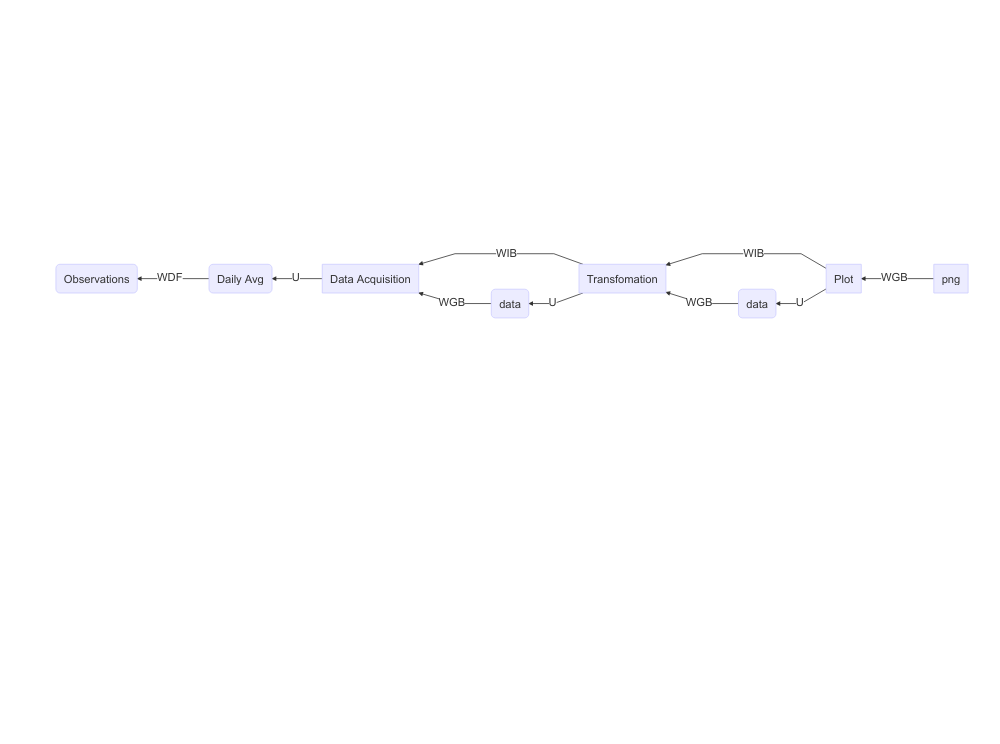 WIB
WIB
Observations
WDF
Daily Avg
U
Data Acquisition
Transfomation
Plot
WGB
png
WGB
data
U
WGB
data
U